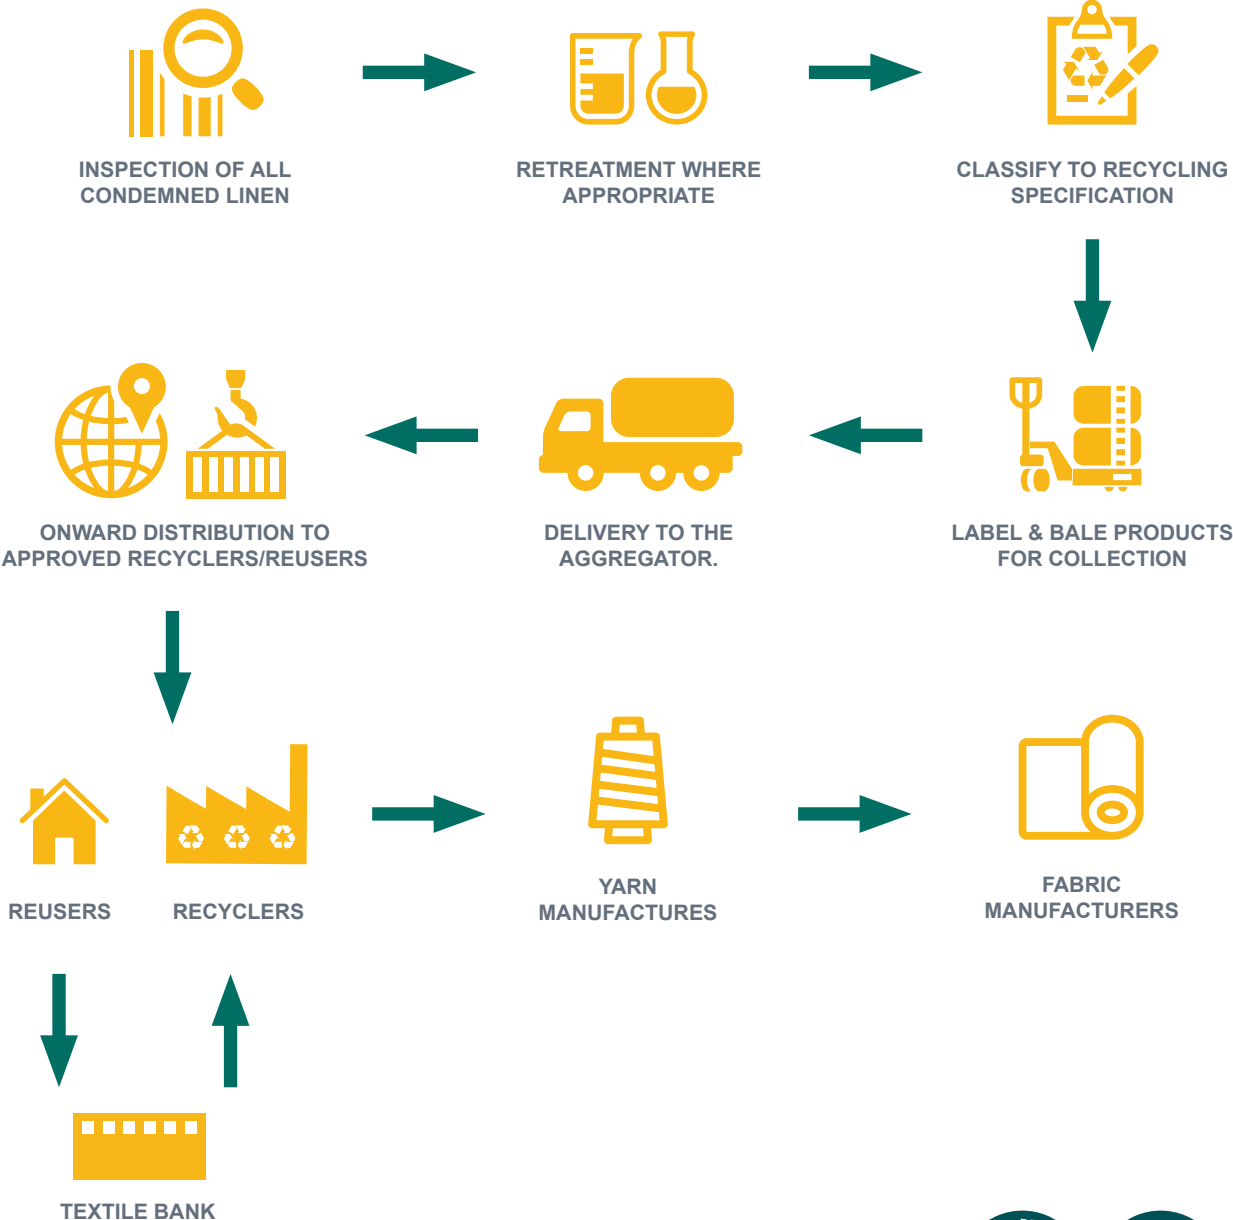 INSPECTION OF ALL
CONDEMNED LINEN
RETREATMENT WHERE
APPROPRIATE
CLASSIFY TO RECYCLING
SPECIFICATION
ONWARD DISTRIBUTION TO
APPROVED RECYCLERS/REUSERS
DELIVERY TO THE
AGGREGATOR.
LABEL & BALE PRODUCTS
FOR COLLECTION
REUSERS
RECYCLERS
YARN
MANUFACTURES
FABRIC
MANUFACTURERS
TEXTILE BANK